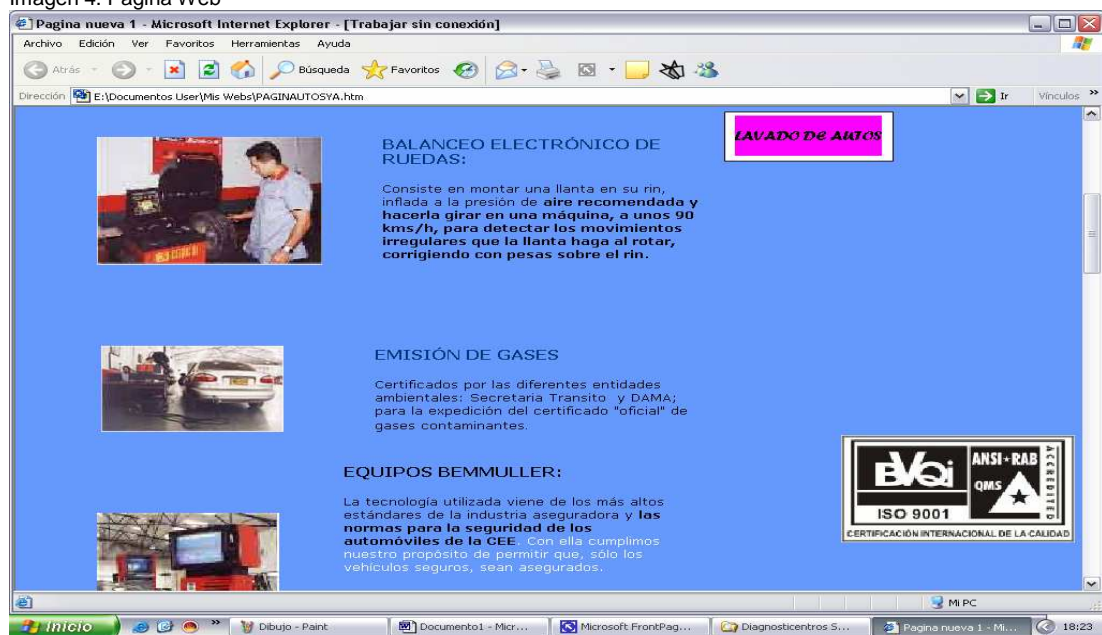 Imagen 4. Página Web
Pagina nueva 1 - Microsoft Internet Explorer - [Trabajar sin conexión]
Archivo Edición Ver Favoritos Herramientas Ayuda
Atrás Búsqueda Favoritos
Dirección E:\Documentos User\Mis Webs\PAGINAUTOSYA.htm Ir Vínculos »
LAVADO DE AUTOS
BALANCEO ELECTRÓNICO DE
RUEDAS:
Consiste en montar una llanta en su rin,
inflada a la presión de aire recomendada y
hacerla girar en una máquina, a unos 90
kms/h, para detectar los movimientos
irregulares que la llanta haga al rotar,
corrigiendo con pesas sobre el rin.
EMISIÓN DE GASES
Certificados por las diferentes entidades
ambientales: Secretaria Transito y DAMA;
para la expedición del certificado "oficial" de
gases contaminantes.
EQUIPOS BEMMULLER:
La tecnología utilizada viene de los más altos
estándares de la industria aseguradora y las
normas para la seguridad de los
automóviles de la CEE. Con ella cumplimos
nuestro propósito de permitir que, sólo los
vehículos seguros, sean asegurados.
BVQi
ANSI★RAB
QMS
ACCREDITED
ISO 9001
CERTIFICACIÓN INTERNACIONAL DE LA CALIDAD
Mi PC
Inicio » Dibujo - Paint Documento1 - Micr... Microsoft FrontPag... Diagnosticentros S... Pagina nueva 1 - Mi... 18:23